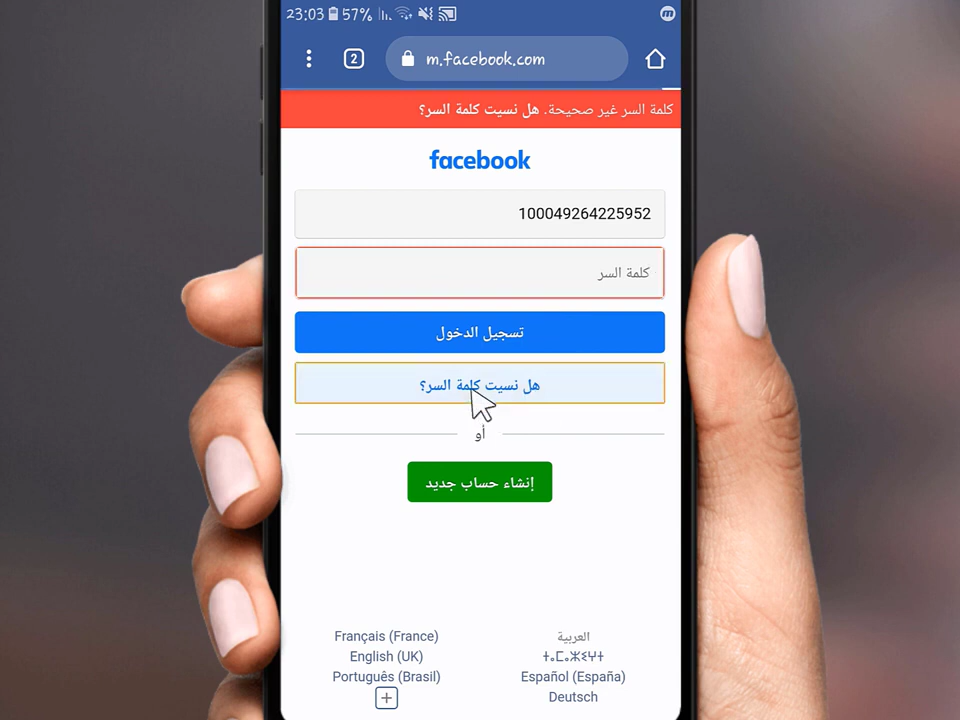 23:03 57%
2 m.facebook.com
كلمة السر غير صحيحة. هل نسيت كلمة السر؟
facebook
100049264225952
كلمة السر
تسجيل الدخول
هل نسيت كلمة السر؟
أو
إنشاء حساب جديد
Français (France) العربية
English (UK) ⵜⴰⵎⴰⵣⵉⵖⵜ
Português (Brasil) Español (España)
+ Deutsch